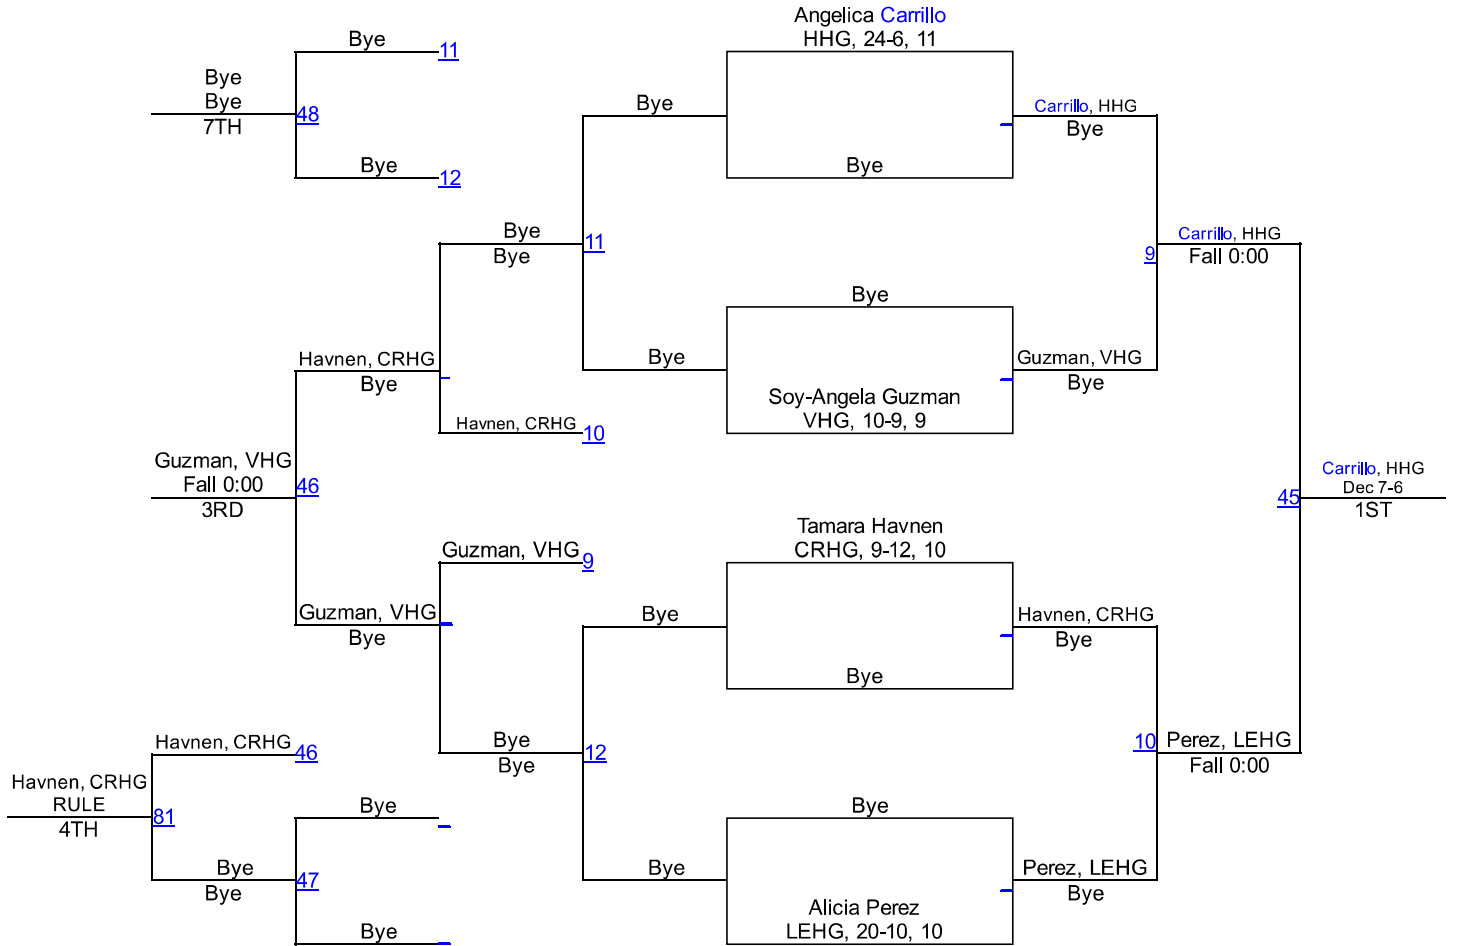 Angelica Carrillo
HHG, 24-6, 11
Bye
11
Bye
Bye
48
7TH
Bye
Carrillo, HHG
Bye
Bye
12
Bye
Bye
Bye
11
Carrillo, HHG
Fall 0:00
9
Bye
Havnen, CRHG
Bye
Bye
Guzman, VHG
Bye
Soy-Angela Guzman
VHG, 10-9, 9
Havnen, CRHG
10
Guzman, VHG
Fall 0:00
46
3RD
Carrillo, HHG
Dec 7-6
45
1ST
Tamara Havnen
CRHG, 9-12, 10
Guzman, VHG
9
Guzman, VHG
Bye
Bye
Havnen, CRHG
Bye
Bye
Havnen, CRHG
46
Bye
Bye
12
10
Perez, LEHG
Fall 0:00
Havnen, CRHG
RULE
81
4TH
Bye
Bye
Bye
Bye
47
Bye
Perez, LEHG
Bye
Alicia Perez
LEHG, 20-10, 10
Bye